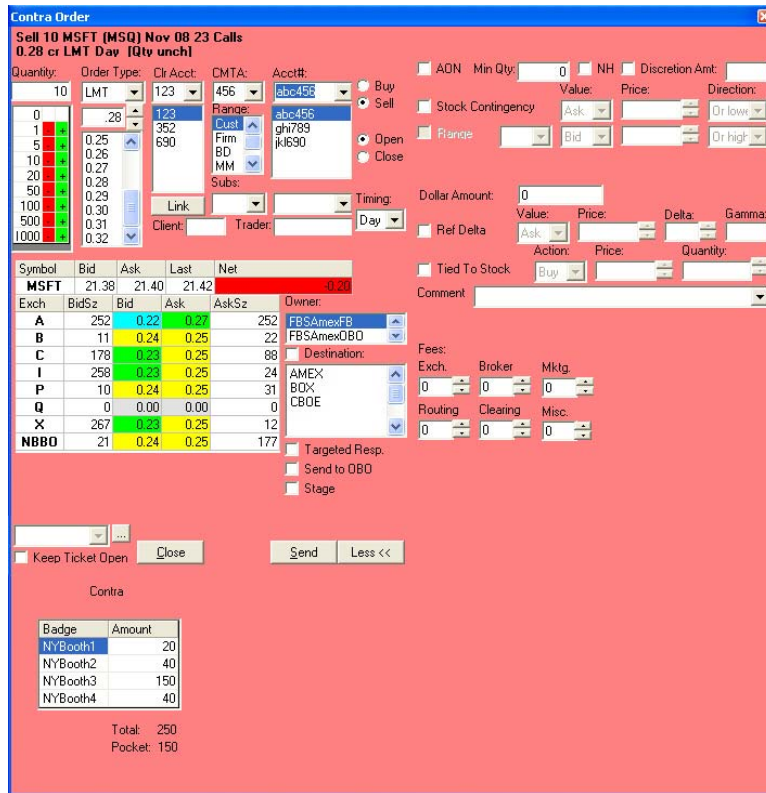 Contra Order
Sell 10 MSFT (MSQ) Nov 08 23 Calls
0.28 cr LMT Day [Qty unch]
Quantity: Order Type: Clr Acct: CMTA: Acct#:
10 LMT 123 456 abc456
Buy
Sell
Open
Close
.28
0
1 - +
5 - +
10 - +
20 - +
50 - +
100 - +
500 - +
1000 - +
0.25
0.26
0.27
0.28
0.29
0.30
0.31
0.32
123
352
690
Link
Range:
Cust
Firm
BD
MM
abc456
ghi789
jkl690
Subs:
Timing:
Day
Client: Trader:
AON Min Qty: 0 NH Discretion Amt:
Value: Price: Direction:
Stock Contingency Ask Or lowe
Range Bid Or high
Dollar Amount: 0
Value: Price: Delta: Gamma:
Ref Delta Ask
Action: Price: Quantity:
Tied To Stock Buy
Comment
Symbol Bid Ask Last Net
MSFT 21.38 21.40 21.42 -0.20
Exch BidSz Bid Ask AskSz
A 252 0.22 0.27 252
B 11 0.24 0.25 22
C 178 0.23 0.25 88
I 258 0.23 0.25 24
P 10 0.24 0.25 31
Q 0 0.00 0.00 0
X 267 0.23 0.25 12
NBBO 21 0.24 0.25 177
Owner:
FBSAmexFB
FBSAmexOBO
Destination:
AMEX
BOX
CBOE
Targeted Resp.
Send to OBO
Stage
Fees:
Exch. Broker Mktg.
0 0 0
Routing Clearing Misc.
0 0 0
...
Keep Ticket Open Close Send Less <<
Contra
Badge Amount
NYBooth1 20
NYBooth2 40
NYBooth3 150
NYBooth4 40
Total: 250
Pocket: 150